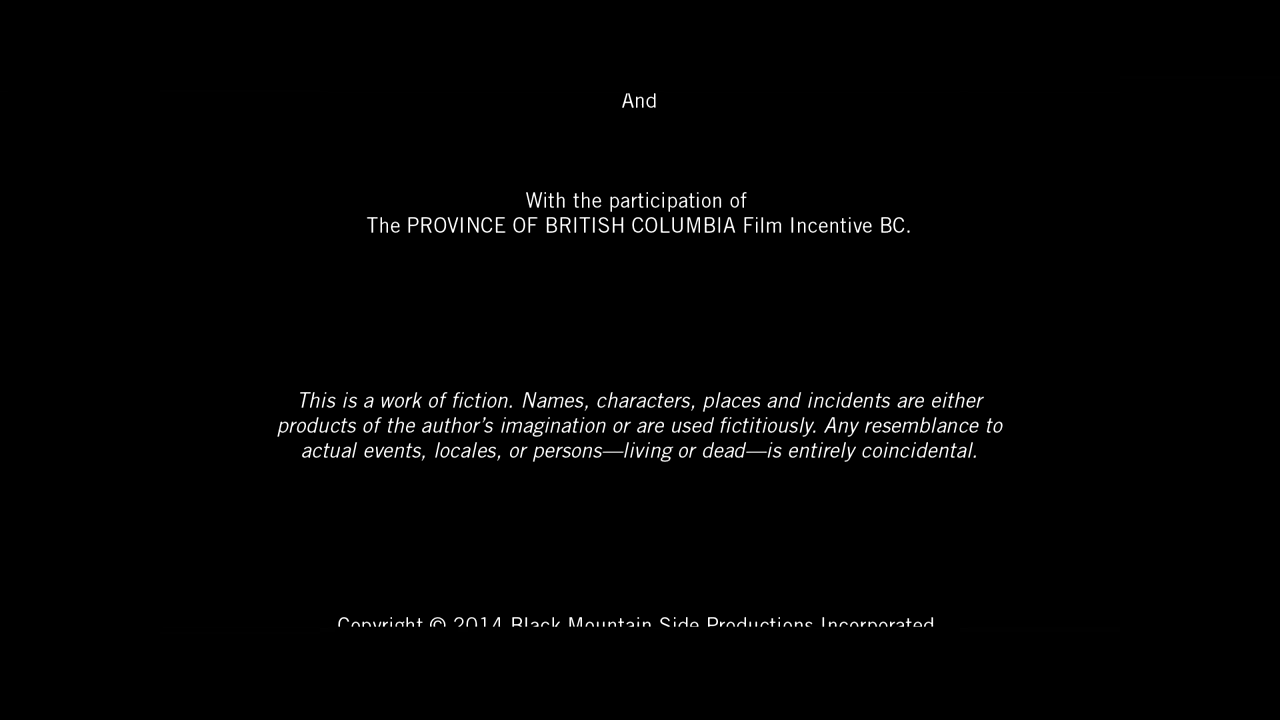 And
With the participation of
The PROVINCE OF BRITISH COLUMBIA Film Incentive BC.
This is a work of fiction. Names, characters, places and incidents are either
products of the author’s imagination or are used fictitiously. Any resemblance to
actual events, locales, or persons—living or dead—is entirely coincidental.
Copyright © 2014 Black Mountain Side Productions Incorporated